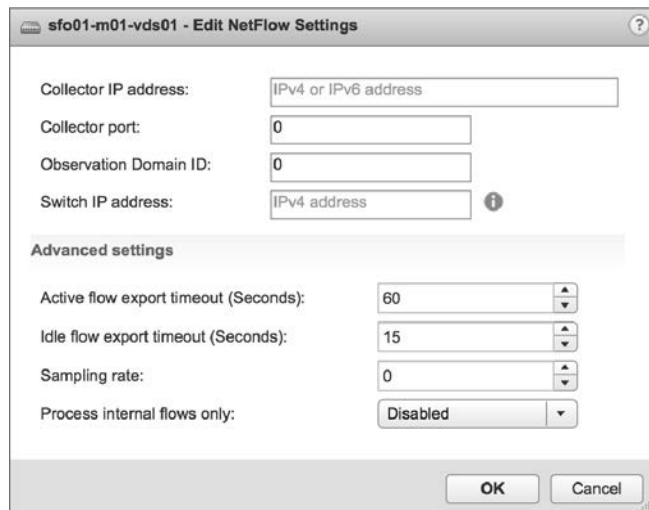 sfo01-m01-vds01 - Edit NetFlow Settings
?
Collector IP address: IPv4 or IPv6 address
Collector port: 0
Observation Domain ID: 0
Switch IP address: IPv4 address
Advanced settings
Active flow export timeout (Seconds): 60
Idle flow export timeout (Seconds): 15
Sampling rate: 0
Process internal flows only: Disabled
OK Cancel